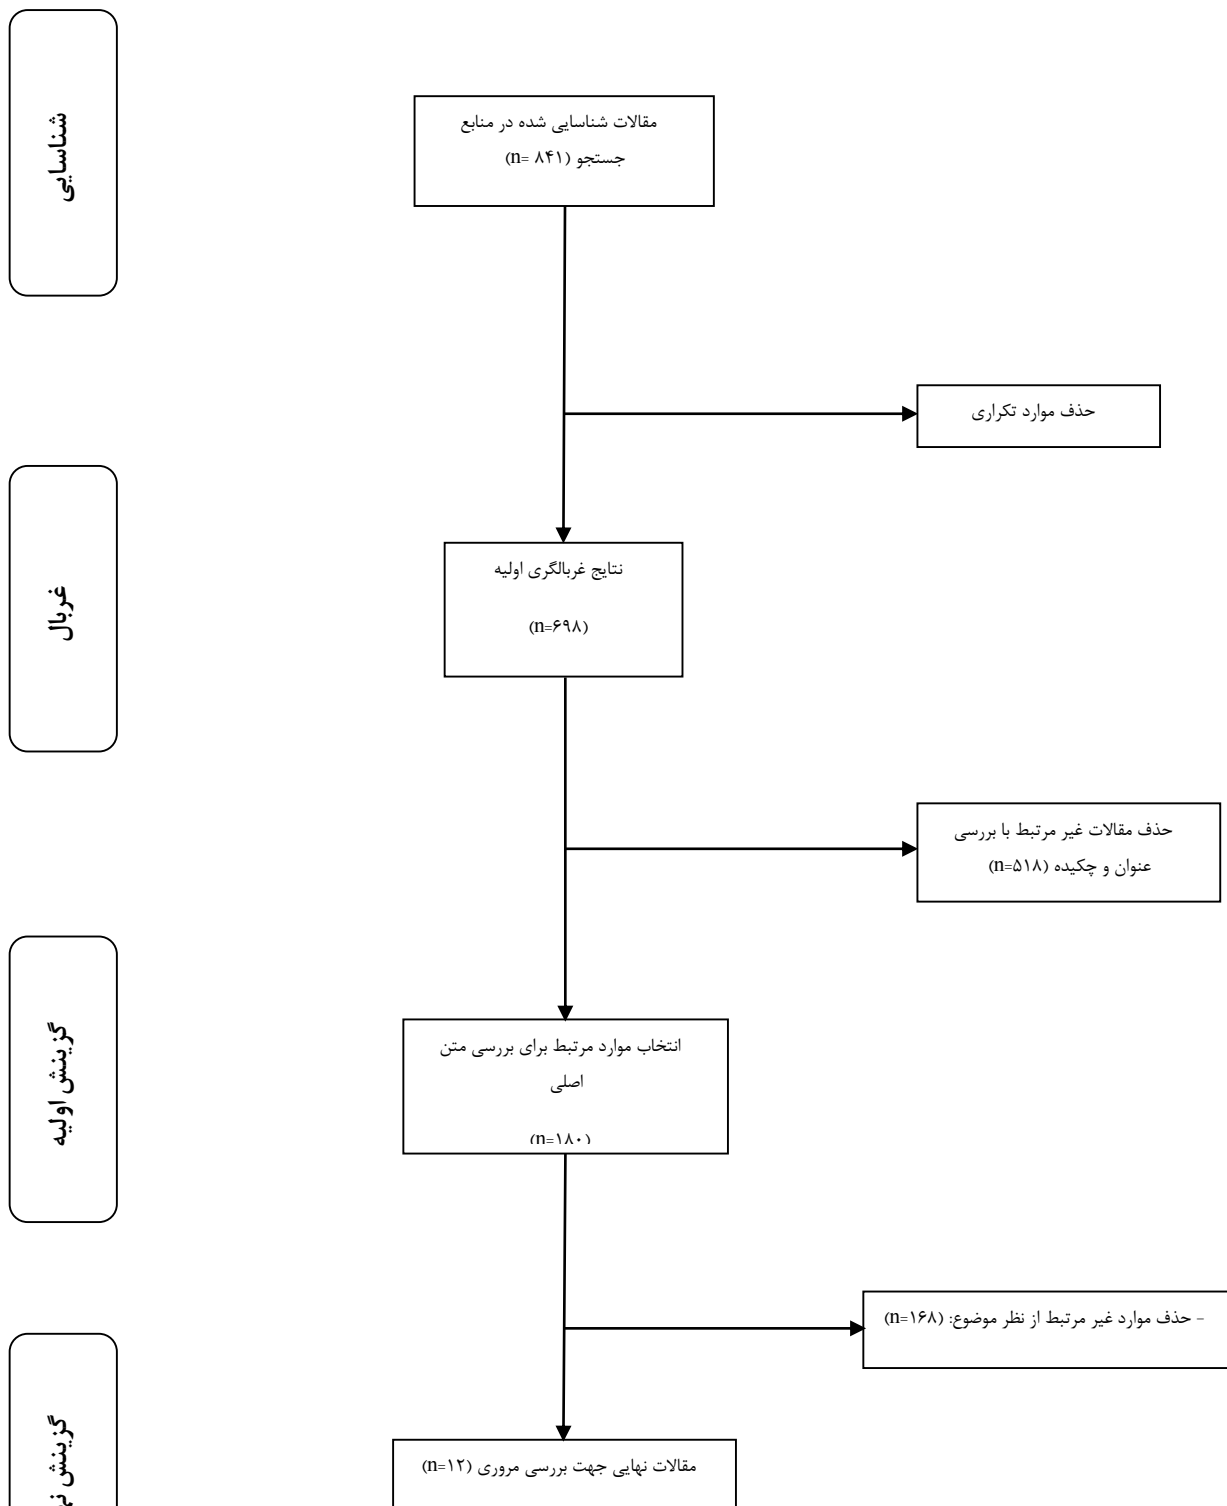 شناسایی
مقالات شناسایی شده در منابع
جستجو (n= ۸۴۱)
حذف موارد تکراری
غربال
نتایج غربالگری اولیه
(n=۶۹۸)
حذف مقالات غیر مرتبط با بررسی
عنوان و چکیده (n=۵۱۸)
گزینش اولیه
انتخاب موارد مرتبط برای بررسی متن
اصلی
(n=۱۸۰)
- حذف موارد غیر مرتبط از نظر موضوع: (n=۱۶۸)
گزینش
مقالات نهایی جهت بررسی مروری (n=۱۲)